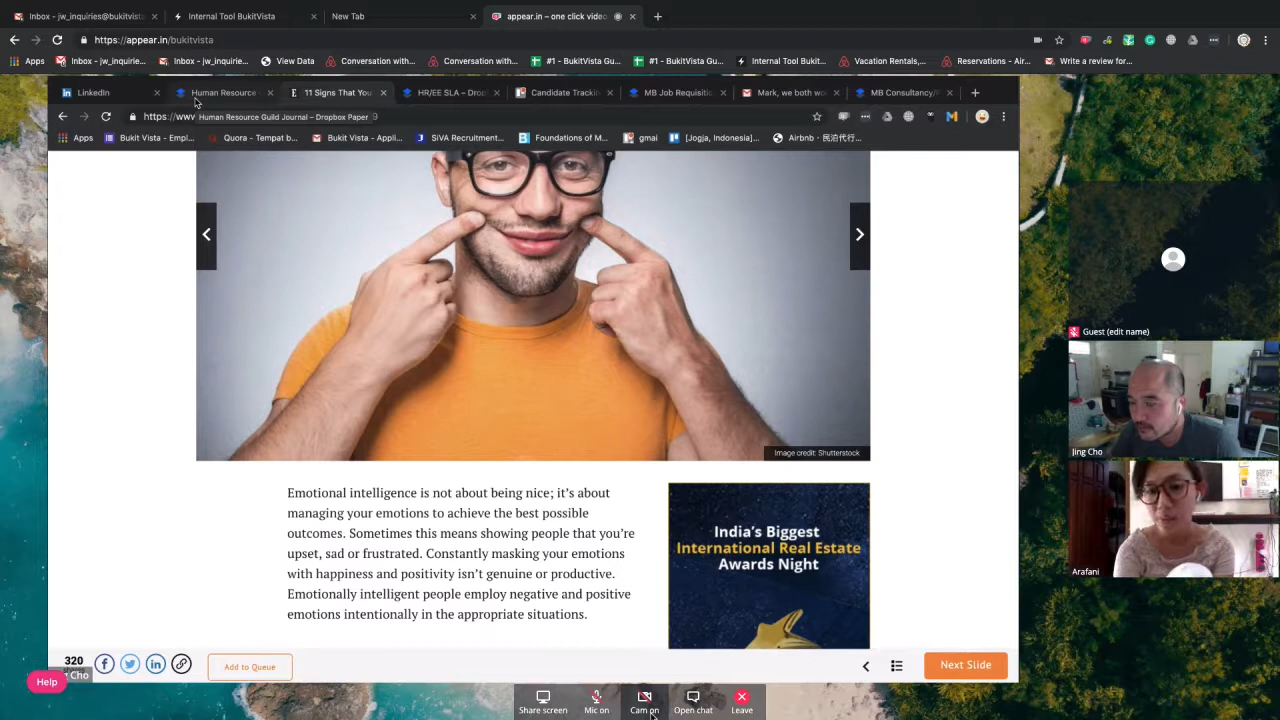 Inbox - jw_inquiries@bukitvista
Internal Tool BukitVista
New Tab
appear.in – one click video
https://appear.in/bukitvista
Apps
Inbox - jw_inquirie...
Inbox - jw_inquirie...
View Data
Conversation with...
Conversation with...
#1 - BukitVista Gu...
#1 - BukitVista Gu...
Internal Tool Bukit...
Vacation Rentals,...
Reservations - Air...
Write a review for...
LinkedIn
Human Resource
11 Signs That You
HR/EE SLA – Drop
Candidate Trackin
MB Job Requisitio
Mark, we both wo
MB Consultancy/
https://www
Human Resource Guild Journal – Dropbox Paper
9
Apps
Bukit Vista - Empl...
Quora - Tempat b...
Bukit Vista - Appli...
SiVA Recruitment...
Foundations of M...
gmai
[Jogja, Indonesia]...
Airbnb · 民泊代行...
Image credit: Shutterstock
Emotional intelligence is not about being nice; it's about
managing your emotions to achieve the best possible
outcomes. Sometimes this means showing people that you're
upset, sad or frustrated. Constantly masking your emotions
with happiness and positivity isn't genuine or productive.
Emotionally intelligent people employ negative and positive
emotions intentionally in the appropriate situations.
India's Biggest
International Real Estate
Awards Night
Guest (edit name)
Jing Cho
Arafani
320
g Cho
Help
Add to Queue
Next Slide
Share screen
Mic on
Cam on
Open chat
Leave